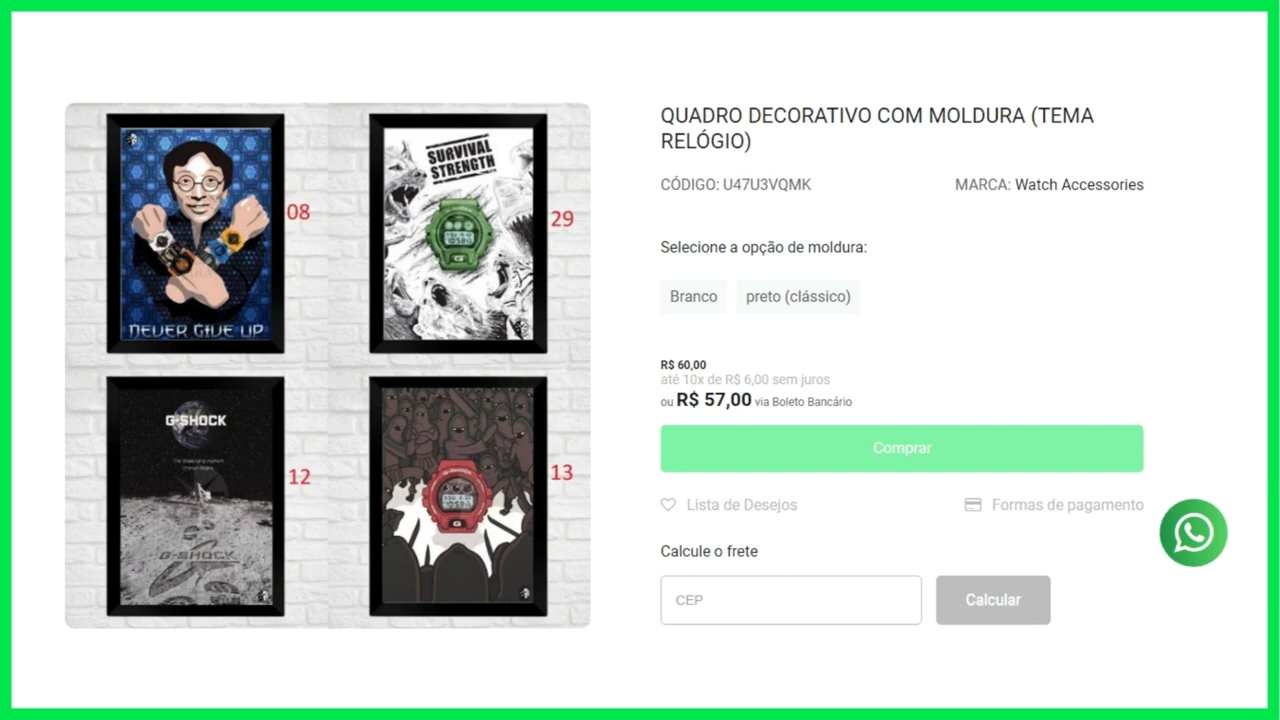 NEVER GIVE UP
08
SURVIVAL
STRENGTH
29
G-SHOCK
G-SHOCK
12
G-SHOCK
G
13
QUADRO DECORATIVO COM MOLDURA (TEMA
RELÓGIO)
CÓDIGO: U47U3VQMK
MARCA: Watch Accessories
Selecione a opção de moldura:
Branco
preto (clássico)
R$ 60,00
até 10x de R$ 6,00 sem juros
ou R$ 57,00 via Boleto Bancário
Comprar
Lista de Desejos
Formas de pagamento
Calcule o frete
CEP
Calcular